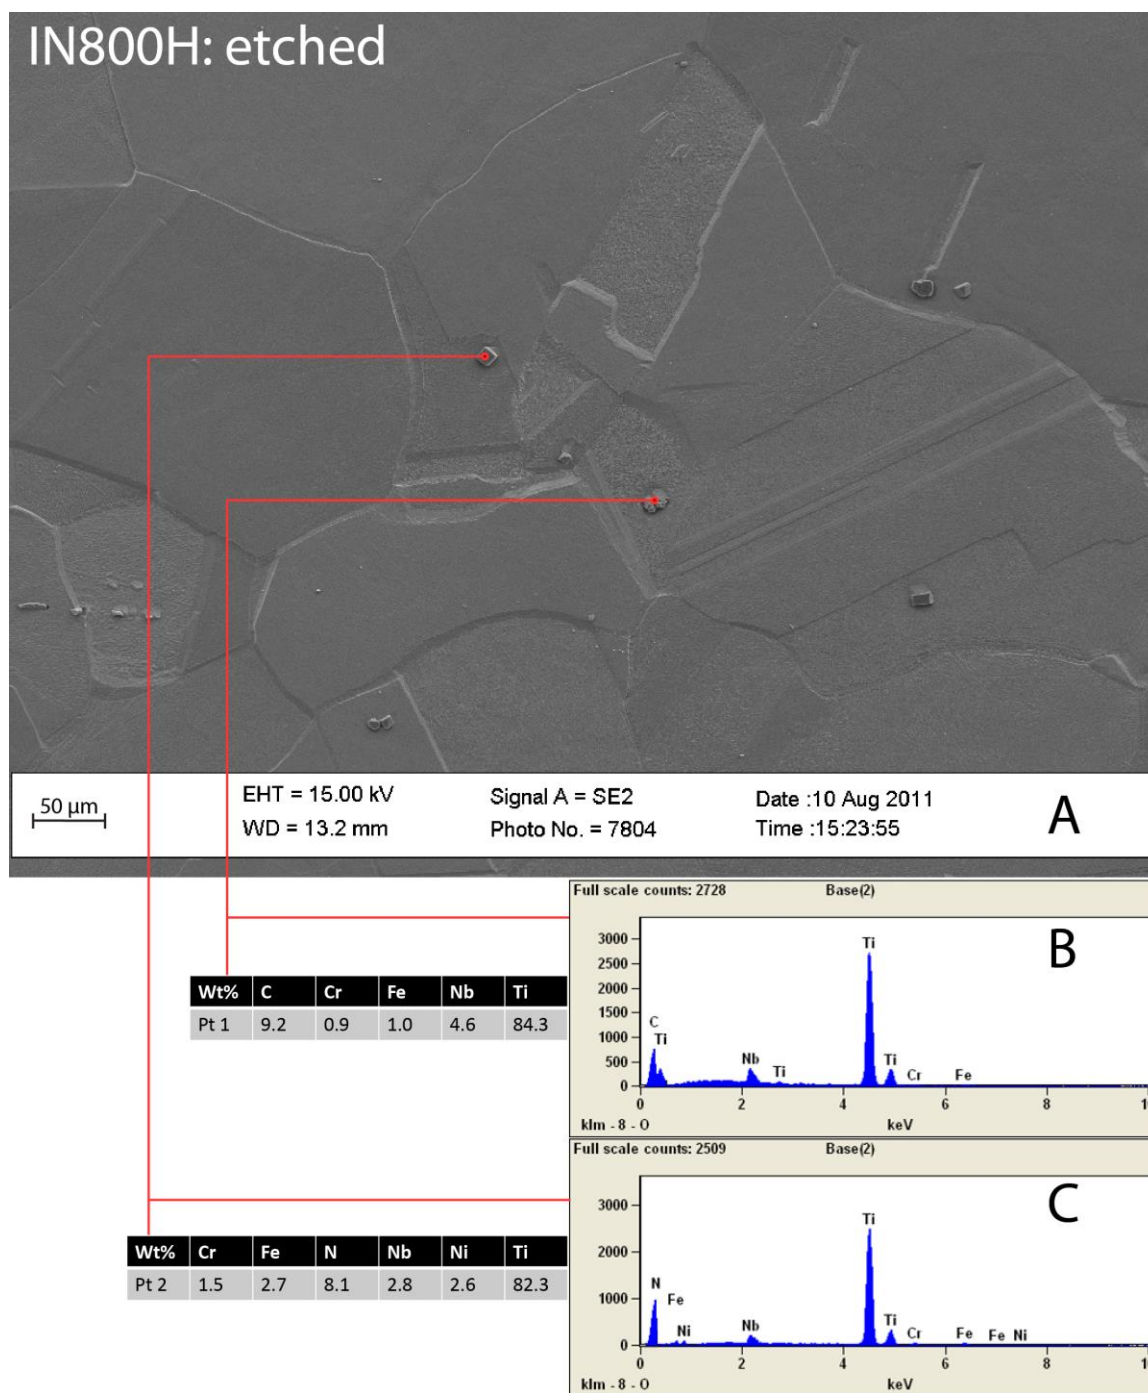 IN800H: etched
50 µm
EHT = 15.00 kV
WD = 13.2 mm
Signal A = SE2
Photo No. = 7804
Date :10 Aug 2011
Time :15:23:55
A
Full scale counts: 2728 Base(2)
B
3000
2500
2000
1500
1000
500
0
C
Ti
Nb
Ti
Ti
Ti
Cr
Fe
0 2 4 6 8 10
klm - 8 - O keV
Wt% C Cr Fe Nb Ti
Pt 1 9.2 0.9 1.0 4.6 84.3
Full scale counts: 2509 Base(2)
C
3000
2000
1000
0
N
Fe
Ni
Nb
Ti
Ti
Cr
Fe
Fe
Ni
0 2 4 6 8 10
klm - 8 - O keV
Wt% Cr Fe N Nb Ni Ti
Pt 2 1.5 2.7 8.1 2.8 2.6 82.3